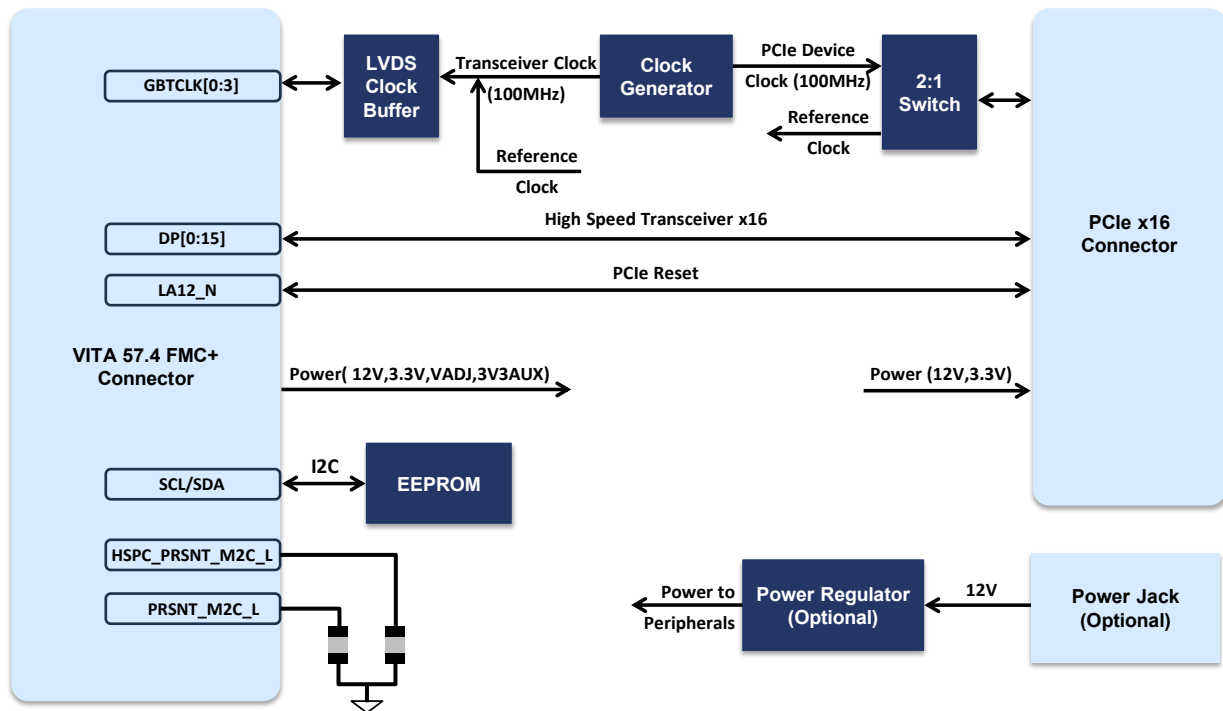 GBTCLK[0:3]
LVDS
Clock
Buffer
Transceiver Clock
(100MHz)
Clock
Generator
PCIe Device
Clock (100MHz)
2:1
Switch
Reference
Clock
Reference
Clock
DP[0:15]
High Speed Transceiver x16
PCIe x16
Connector
LA12_N
PCIe Reset
VITA 57.4 FMC+
Connector
Power( 12V,3.3V,VADJ,3V3AUX)
Power (12V,3.3V)
SCL/SDA
I2C
EEPROM
HSPC_PRSNT_M2C_L
PRSNT_M2C_L
Power to
Peripherals
Power Regulator
(Optional)
12V
Power Jack
(Optional)